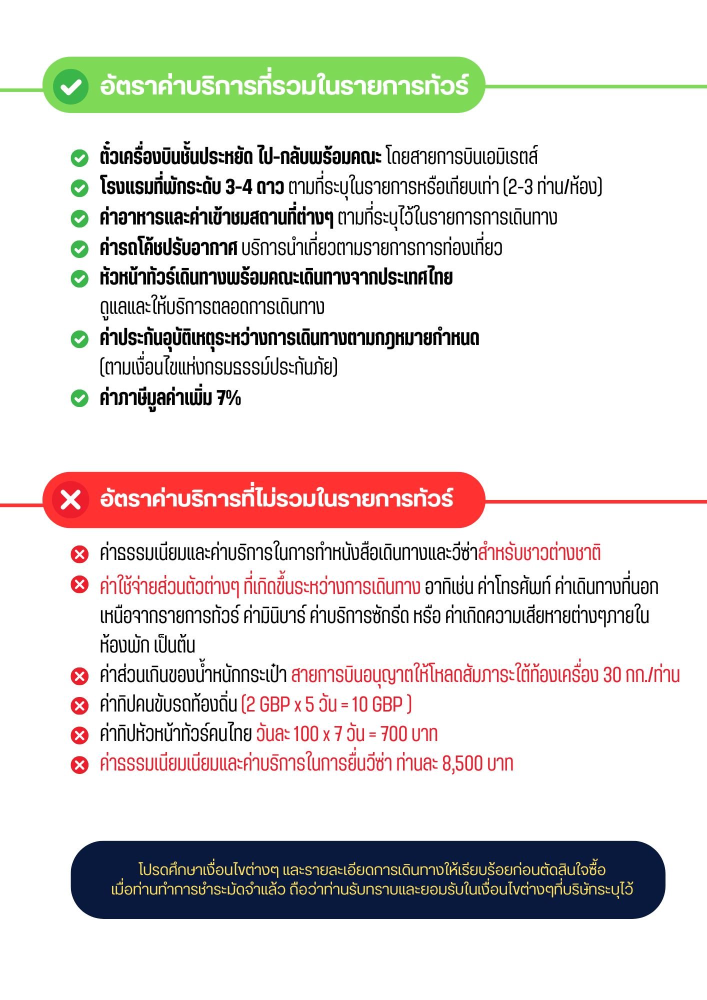 อัตราค่าบริการที่รวมในรายการทัวร์
ตั๋วเครื่องบินชั้นประหยัด ไป-กลับพร้อมคณะ โดยสายการบินเอมิเรตส์
โรงแรมที่พักระดับ 3-4 ดาว ตามที่ระบุในรายการหรือเทียบเท่า (2-3 ท่าน/ห้อง)
ค่าอาหารและค่าเข้าชมสถานที่ต่างๆ ตามที่ระบุไว้ในรายการการเดินทาง
ค่ารถโค้ชปรับอากาศ บริการนำเที่ยวตามรายการการท่องเที่ยว
หัวหน้าทัวร์เดินทางพร้อมคณะเดินทางจากประเทศไทย
ดูแลและให้บริการตลอดการเดินทาง
ค่าประกันอุบัติเหตุระหว่างการเดินทางตามกฎหมายกำหนด
(ตามเงื่อนไขแห่งกรมธรรม์ประกันภัย)
ค่าภาษีมูลค่าเพิ่ม 7%
อัตราค่าบริการที่ไม่รวมในรายการทัวร์
ค่าธรรมเนียมและค่าบริการในการทำหนังสือเดินทางและวีซ่าสำหรับชาวต่างชาติ
ค่าใช้จ่ายส่วนตัวต่างๆ ที่เกิดขึ้นระหว่างการเดินทาง อาทิเช่น ค่าโทรศัพท์ ค่าเดินทางที่นอก
เหนือจากรายการทัวร์ ค่ามินิบาร์ ค่าบริการซักรีด หรือ ค่าเกิดความเสียหายต่างๆภายใน
ห้องพัก เป็นต้น
ค่าส่วนเกินของน้ำหนักกระเป๋า สายการบินอนุญาตให้โหลดสัมภาระใต้ท้องเครื่อง 30 กก./ท่าน
ค่าทิปคนขับรถท้องถิ่น (2 GBP x 5 วัน = 10 GBP )
ค่าทิปหัวหน้าทัวร์คนไทย วันละ 100 x 7 วัน = 700 บาท
ค่าธรรมเนียมเนียมและค่าบริการในการยื่นวีซ่า ท่านละ 8,500 บาท
โปรดศึกษาเงื่อนไขต่างๆ และรายละเอียดการเดินทางให้เรียบร้อยก่อนตัดสินใจซื้อ
เมื่อท่านทำการชำระมัดจำแล้ว ถือว่าท่านรับทราบและยอมรับในเงื่อนไขต่างๆที่บริษัทระบุไว้